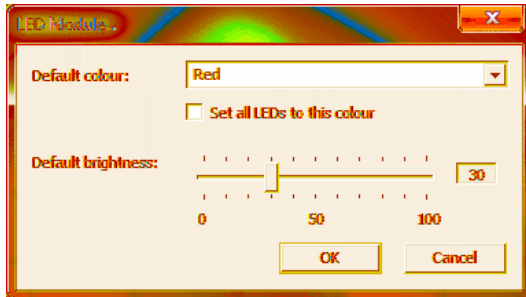 LED Module...
Default colour: Red
Set all LEDs to this colour
Default brightness: 30
0 50 100
OK Cancel